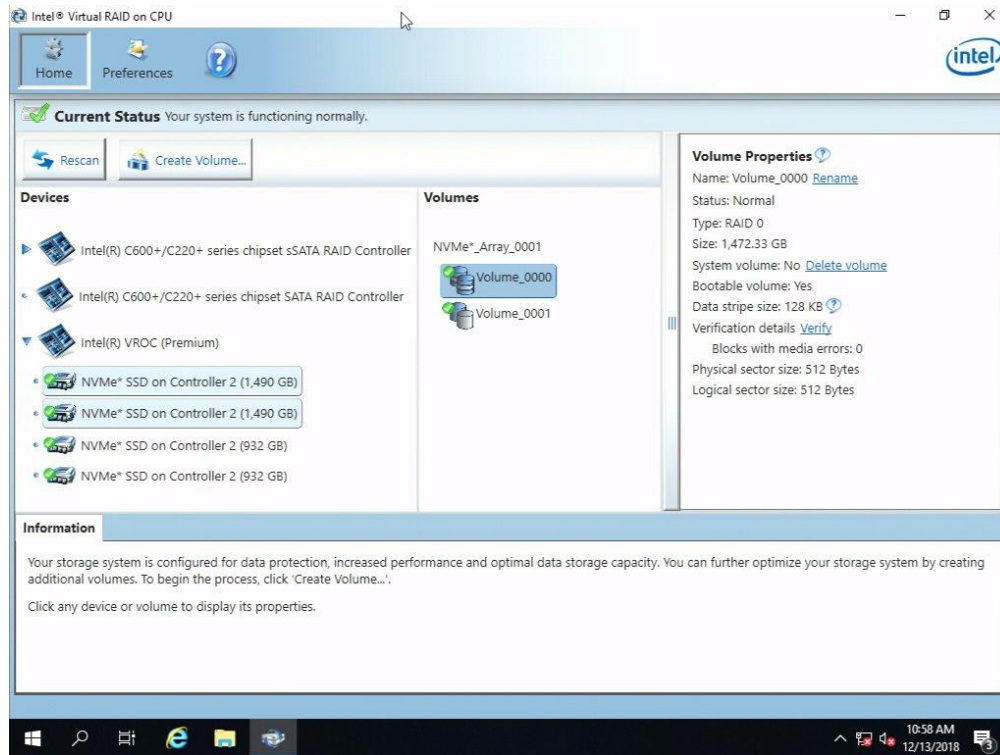 Intel® Virtual RAID on CPU
Home
Preferences
?
intel
Current Status Your system is functioning normally.
Rescan
Create Volume...
Devices
Intel(R) C600+/C220+ series chipset sSATA RAID Controller
Intel(R) C600+/C220+ series chipset SATA RAID Controller
Intel(R) VROC (Premium)
NVMe* SSD on Controller 2 (1,490 GB)
NVMe* SSD on Controller 2 (1,490 GB)
NVMe* SSD on Controller 2 (932 GB)
NVMe* SSD on Controller 2 (932 GB)
Volumes
NVMe*_Array_0001
Volume_0000
Volume_0001
Volume Properties ?
Name: Volume_0000 Rename
Status: Normal
Type: RAID 0
Size: 1,472.33 GB
System volume: No Delete volume
Bootable volume: Yes
Data stripe size: 128 KB ?
Verification details Verify
Blocks with media errors: 0
Physical sector size: 512 Bytes
Logical sector size: 512 Bytes
Information
Your storage system is configured for data protection, increased performance and optimal data storage capacity. You can further optimize your storage system by creating
additional volumes. To begin the process, click 'Create Volume...'.
Click any device or volume to display its properties.
10:58 AM
12/13/2018
3